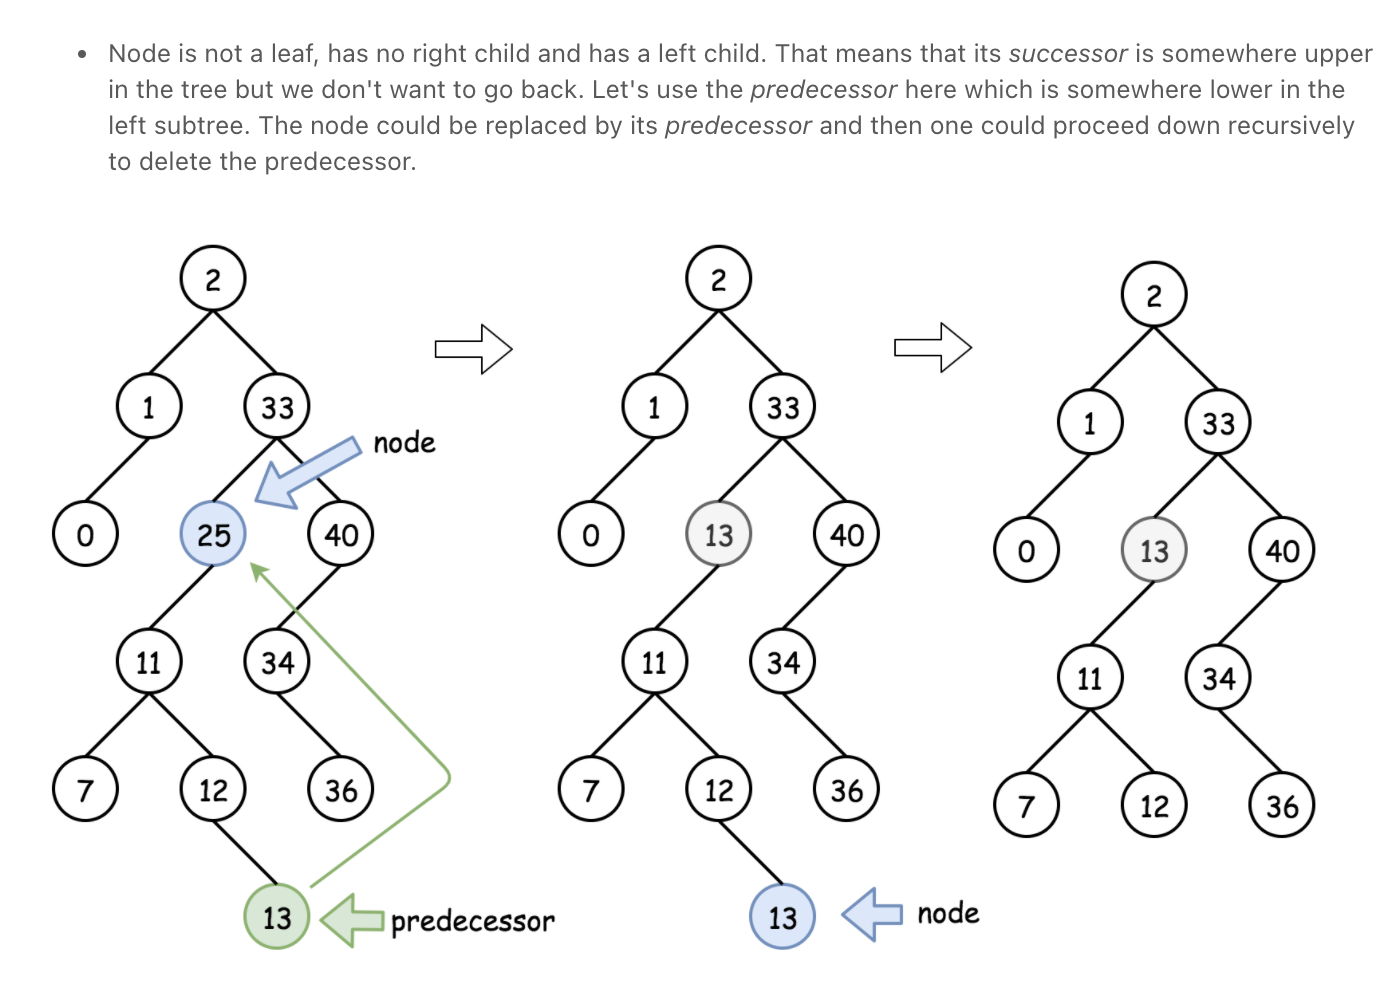 • Node is not a leaf, has no right child and has a left child. That means that its successor is somewhere upper
in the tree but we don't want to go back. Let's use the predecessor here which is somewhere lower in the
left subtree. The node could be replaced by its predecessor and then one could proceed down recursively
to delete the predecessor.
2
1 33
node
0 25 40
11 34
7 12 36
13 predecessor
2
1 33
0 13 40
11 34
7 12 36
13 node
2
1 33
0 13 40
11 34
7 12 36